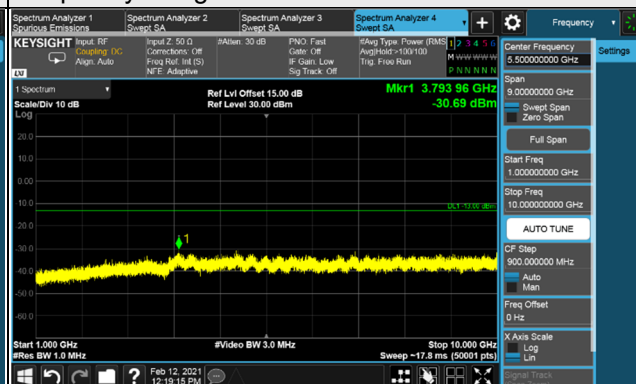 Spectrum Analyzer 1
Spurious Emissions
Spectrum Analyzer 2
Swept SA
Spectrum Analyzer 3
Swept SA
Spectrum Analyzer 4
Swept SA
+
Frequency
KEYSIGHT
Input: RF
Coupling: DC
Align: Auto
Input Z: 50 Ω
Corrections: Off
Freq Ref: Int (S)
NFE: Adaptive
#Atten: 30 dB
PNO: Fast
Gate: Off
IF Gain: Low
Sig Track: Off
#Avg Type: Power (RMS)
Avg|Hold:>100/100
Trig: Free Run
1 2 3 4 5 6
M W W W W W
P N N N N N
LXI
Center Frequency
5.500000000 GHz
Settings
Span
9.00000000 GHz
Swept Span
Zero Span
Full Span
Start Freq
1.000000000 GHz
Stop Freq
10.000000000 GHz
AUTO TUNE
CF Step
900.000000 MHz
Auto
Man
Freq Offset
0 Hz
X Axis Scale
Log
Lin
Signal Track
1 Spectrum
Scale/Div 10 dB
Log
Ref Lvl Offset 15.00 dB
Ref Level 30.00 dBm
Mkr1 3.793 96 GHz
-30.69 dBm
20.0
10.0
0.00
-10.0
DL1 -13.00 dBm
-20.0
1
-30.0
-40.0
-50.0
-60.0
Start 1.000 GHz
#Res BW 1.0 MHz
#Video BW 3.0 MHz
Stop 10.000 GHz
Sweep ~17.8 ms (50001 pts)
?
Feb 12, 2021
12:19:15 PM